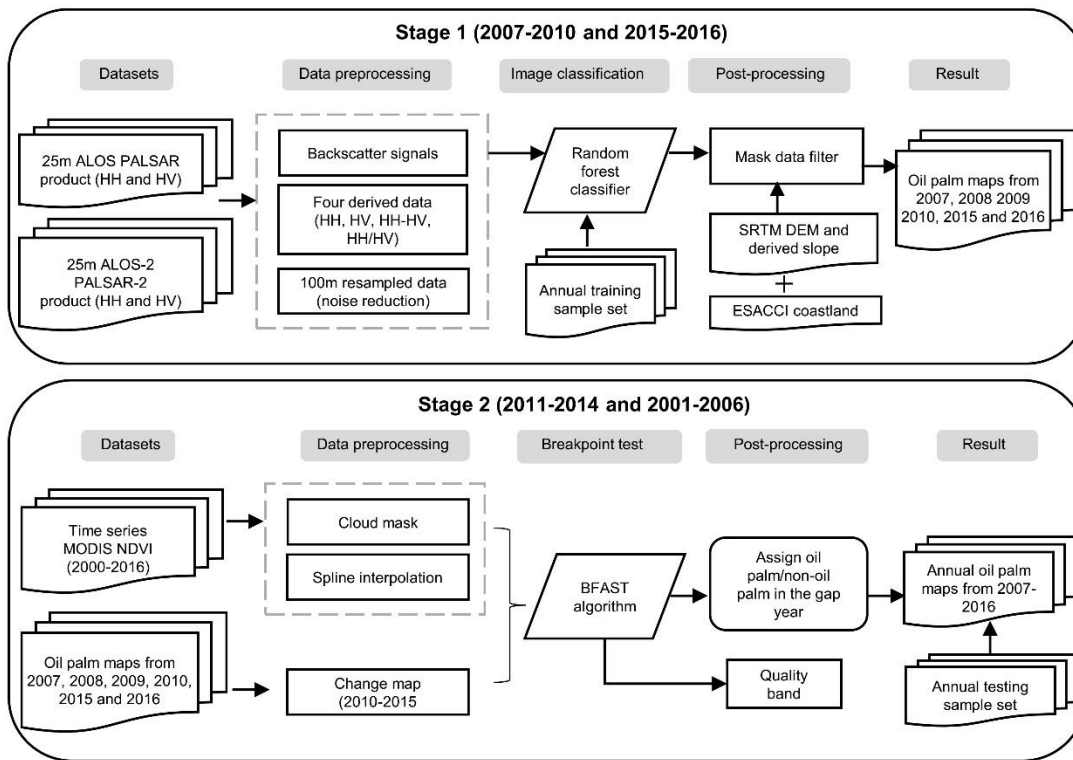 Stage 1 (2007-2010 and 2015-2016)
Datasets
Data preprocessing
Image classification
Post-processing
Result
25m ALOS PALSAR
product (HH and HV)
25m ALOS-2
PALSAR-2
product (HH and HV)
Backscatter signals
Four derived data
(HH, HV, HH-HV,
HH/HV)
100m resampled data
(noise reduction)
Random
forest
classifier
Annual training
sample set
Mask data filter
SRTM DEM and
derived slope
+
ESACCI coastland
Oil palm maps from
2007, 2008 2009
2010, 2015 and 2016
Stage 2 (2011-2014 and 2001-2006)
Datasets
Data preprocessing
Breakpoint test
Post-processing
Result
Time series
MODIS NDVI
(2000-2016)
Oil palm maps from
2007, 2008, 2009, 2010,
2015 and 2016
Cloud mask
Spline interpolation
Change map
(2010-2015
BFAST
algorithm
Assign oil
palm/non-oil
palm in the gap
year
Quality
band
Annual oil palm
maps from 2007-
2016
Annual testing
sample set